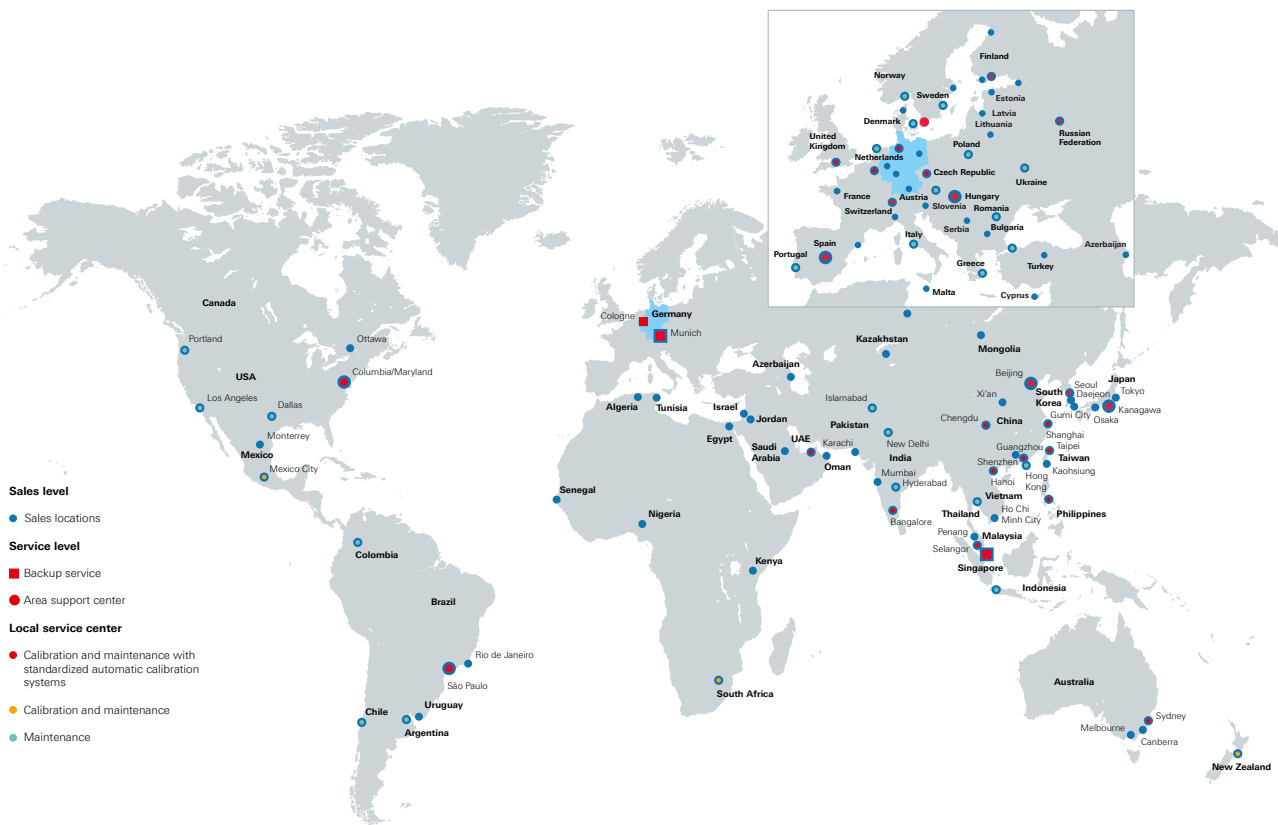 Finland
Norway
Sweden
Estonia
Latvia
Lithuania
Denmark
Russian
Federation
United
Kingdom
Poland
Netherlands
Czech Republic
Ukraine
France
Austria
Hungary
Switzerland
Slovenia
Romania
Serbia
Bulgaria
Italy
Spain
Portugal
Azerbaijan
Greece
Turkey
Malta
Cyprus
Canada
Portland
Ottawa
USA
Columbia/Maryland
Los Angeles
Dallas
Monterrey
Mexico
Mexico City
Cologne
Germany
Munich
Azerbaijan
Algeria
Tunisia
Israel
Jordan
Egypt
Saudi
Arabia
UAE
Oman
Karachi
Islamabad
Pakistan
New Delhi
India
Mumbai
Hyderabad
Bangalore
Kazakhstan
Mongolia
Beijing
Xi'an
Chengdu
China
South
Korea
Seoul
Daejeon
Gumi City
Japan
Tokyo
Kanagawa
Osaka
Shanghai
Taipei
Guangzhou
Taiwan
Shenzhen
Kaohsiung
Hanoi
Hong
Kong
Vietnam
Thailand
Ho Chi
Minh City
Philippines
Penang
Malaysia
Selangor
Singapore
Indonesia
Senegal
Nigeria
Kenya
South Africa
Colombia
Brazil
Rio de Janeiro
São Paulo
Uruguay
Chile
Argentina
Australia
Sydney
Melbourne
Canberra
New Zealand
Sales level
Sales locations
Service level
Backup service
Area support center
Local service center
Calibration and maintenance with
standardized automatic calibration
systems
Calibration and maintenance
Maintenance